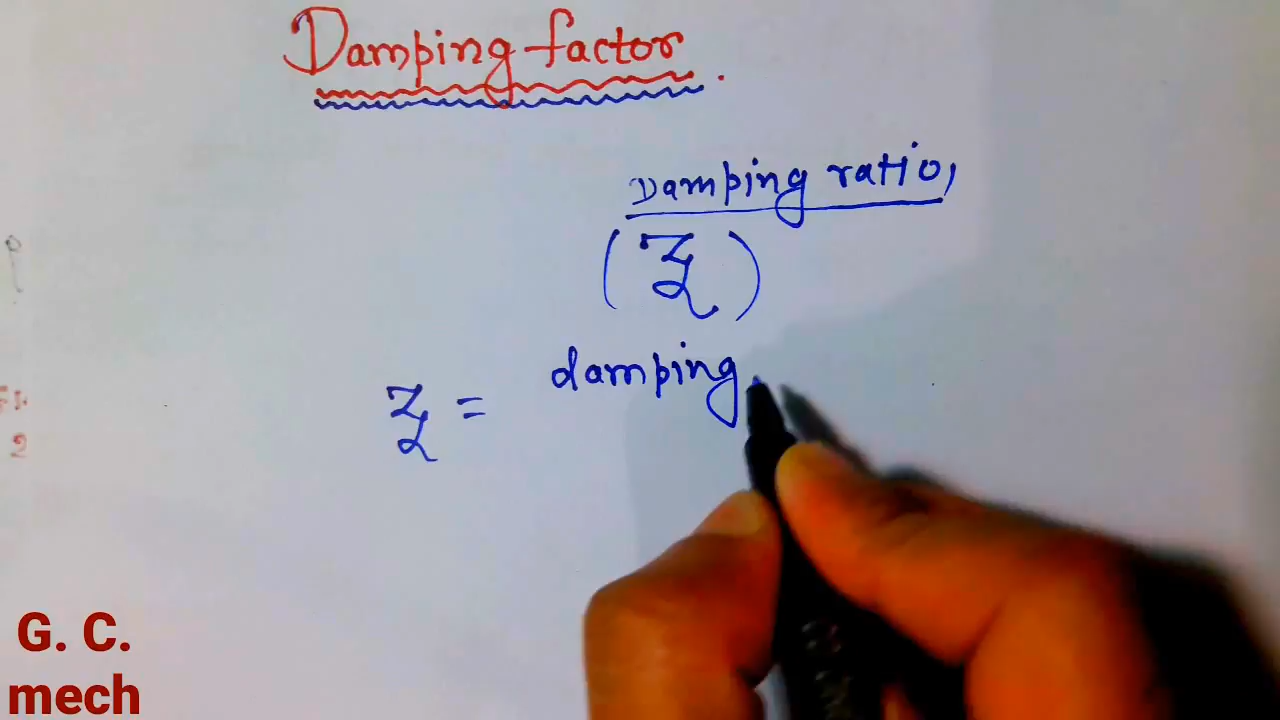 Damping factor.
Damping ratio,
(ξ)
ξ = damping
G. C.
mech